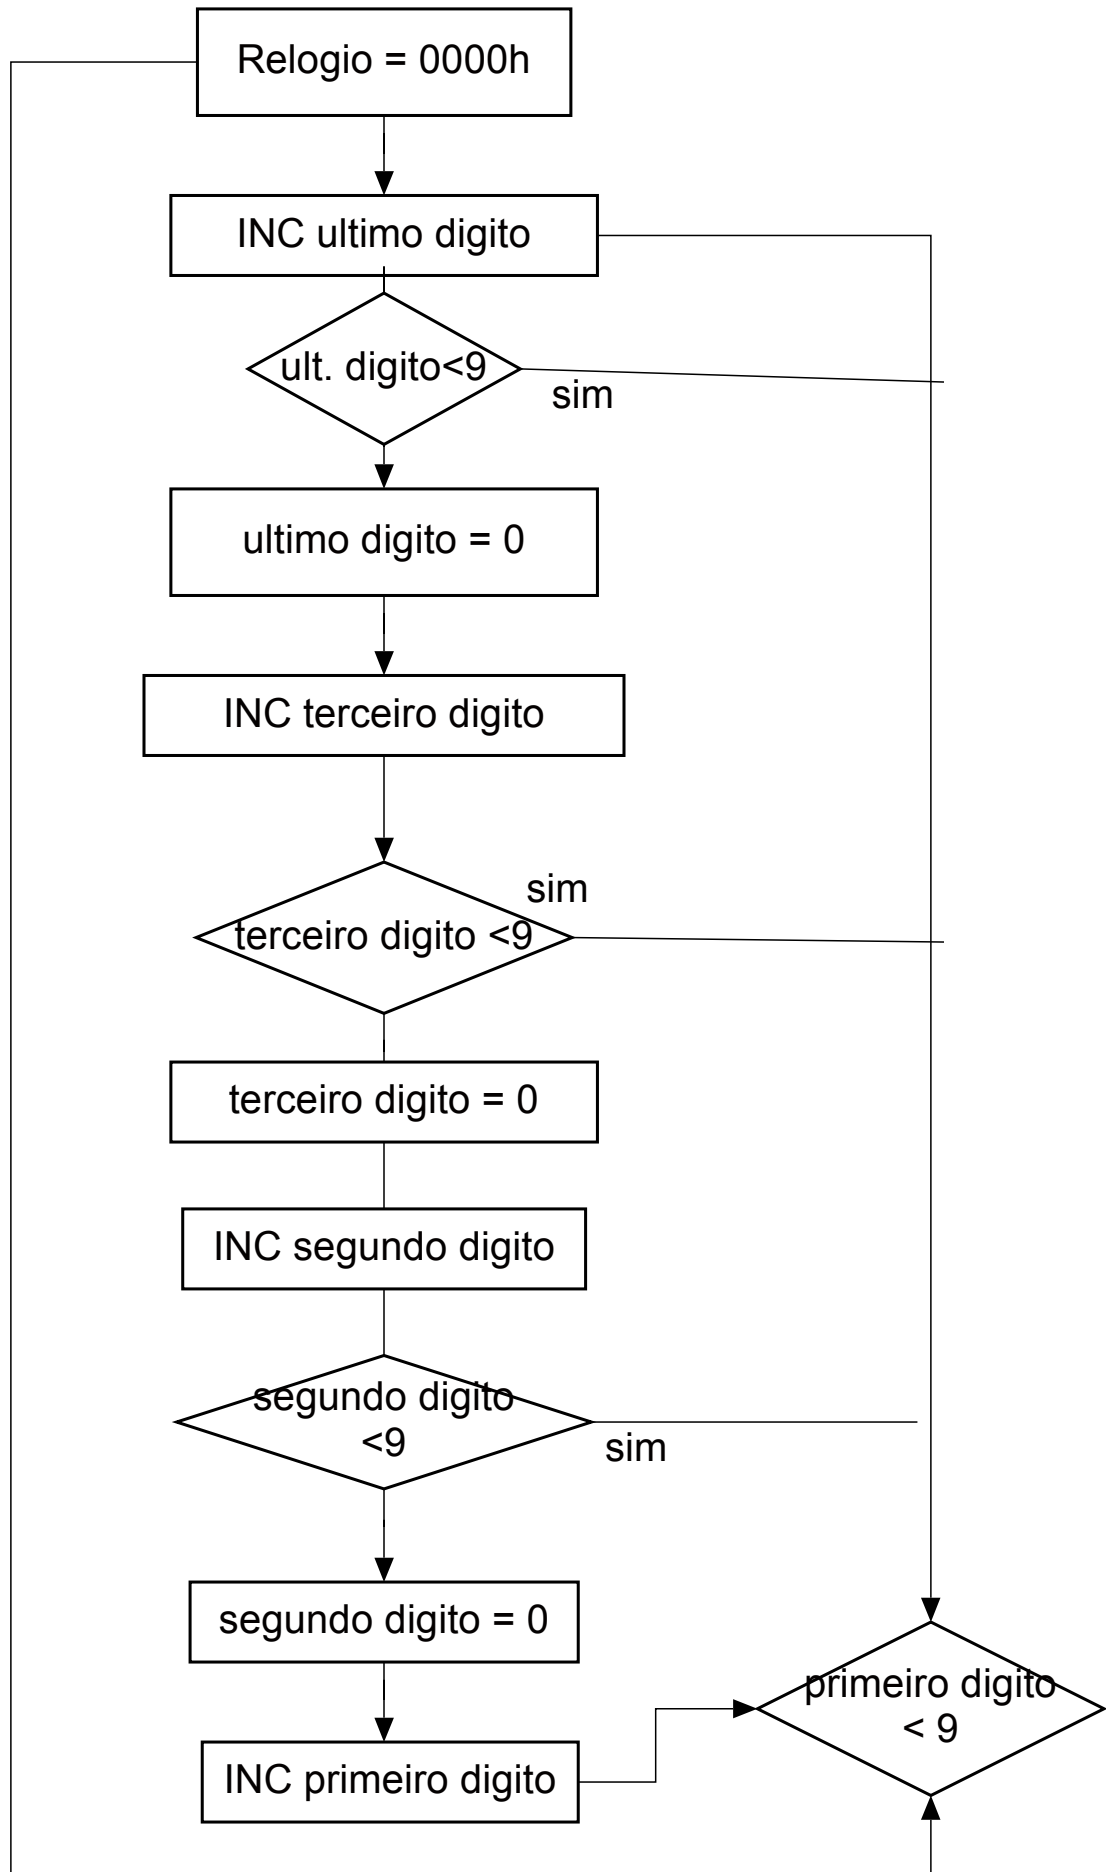 Relogio = 0000h
INC ultimo digito
ult. digito<9
sim
ultimo digito = 0
INC terceiro digito
sim
terceiro digito <9
terceiro digito = 0
INC segundo digito
segundo digito
<9
sim
segundo digito = 0
primeiro digito
< 9
INC primeiro digito